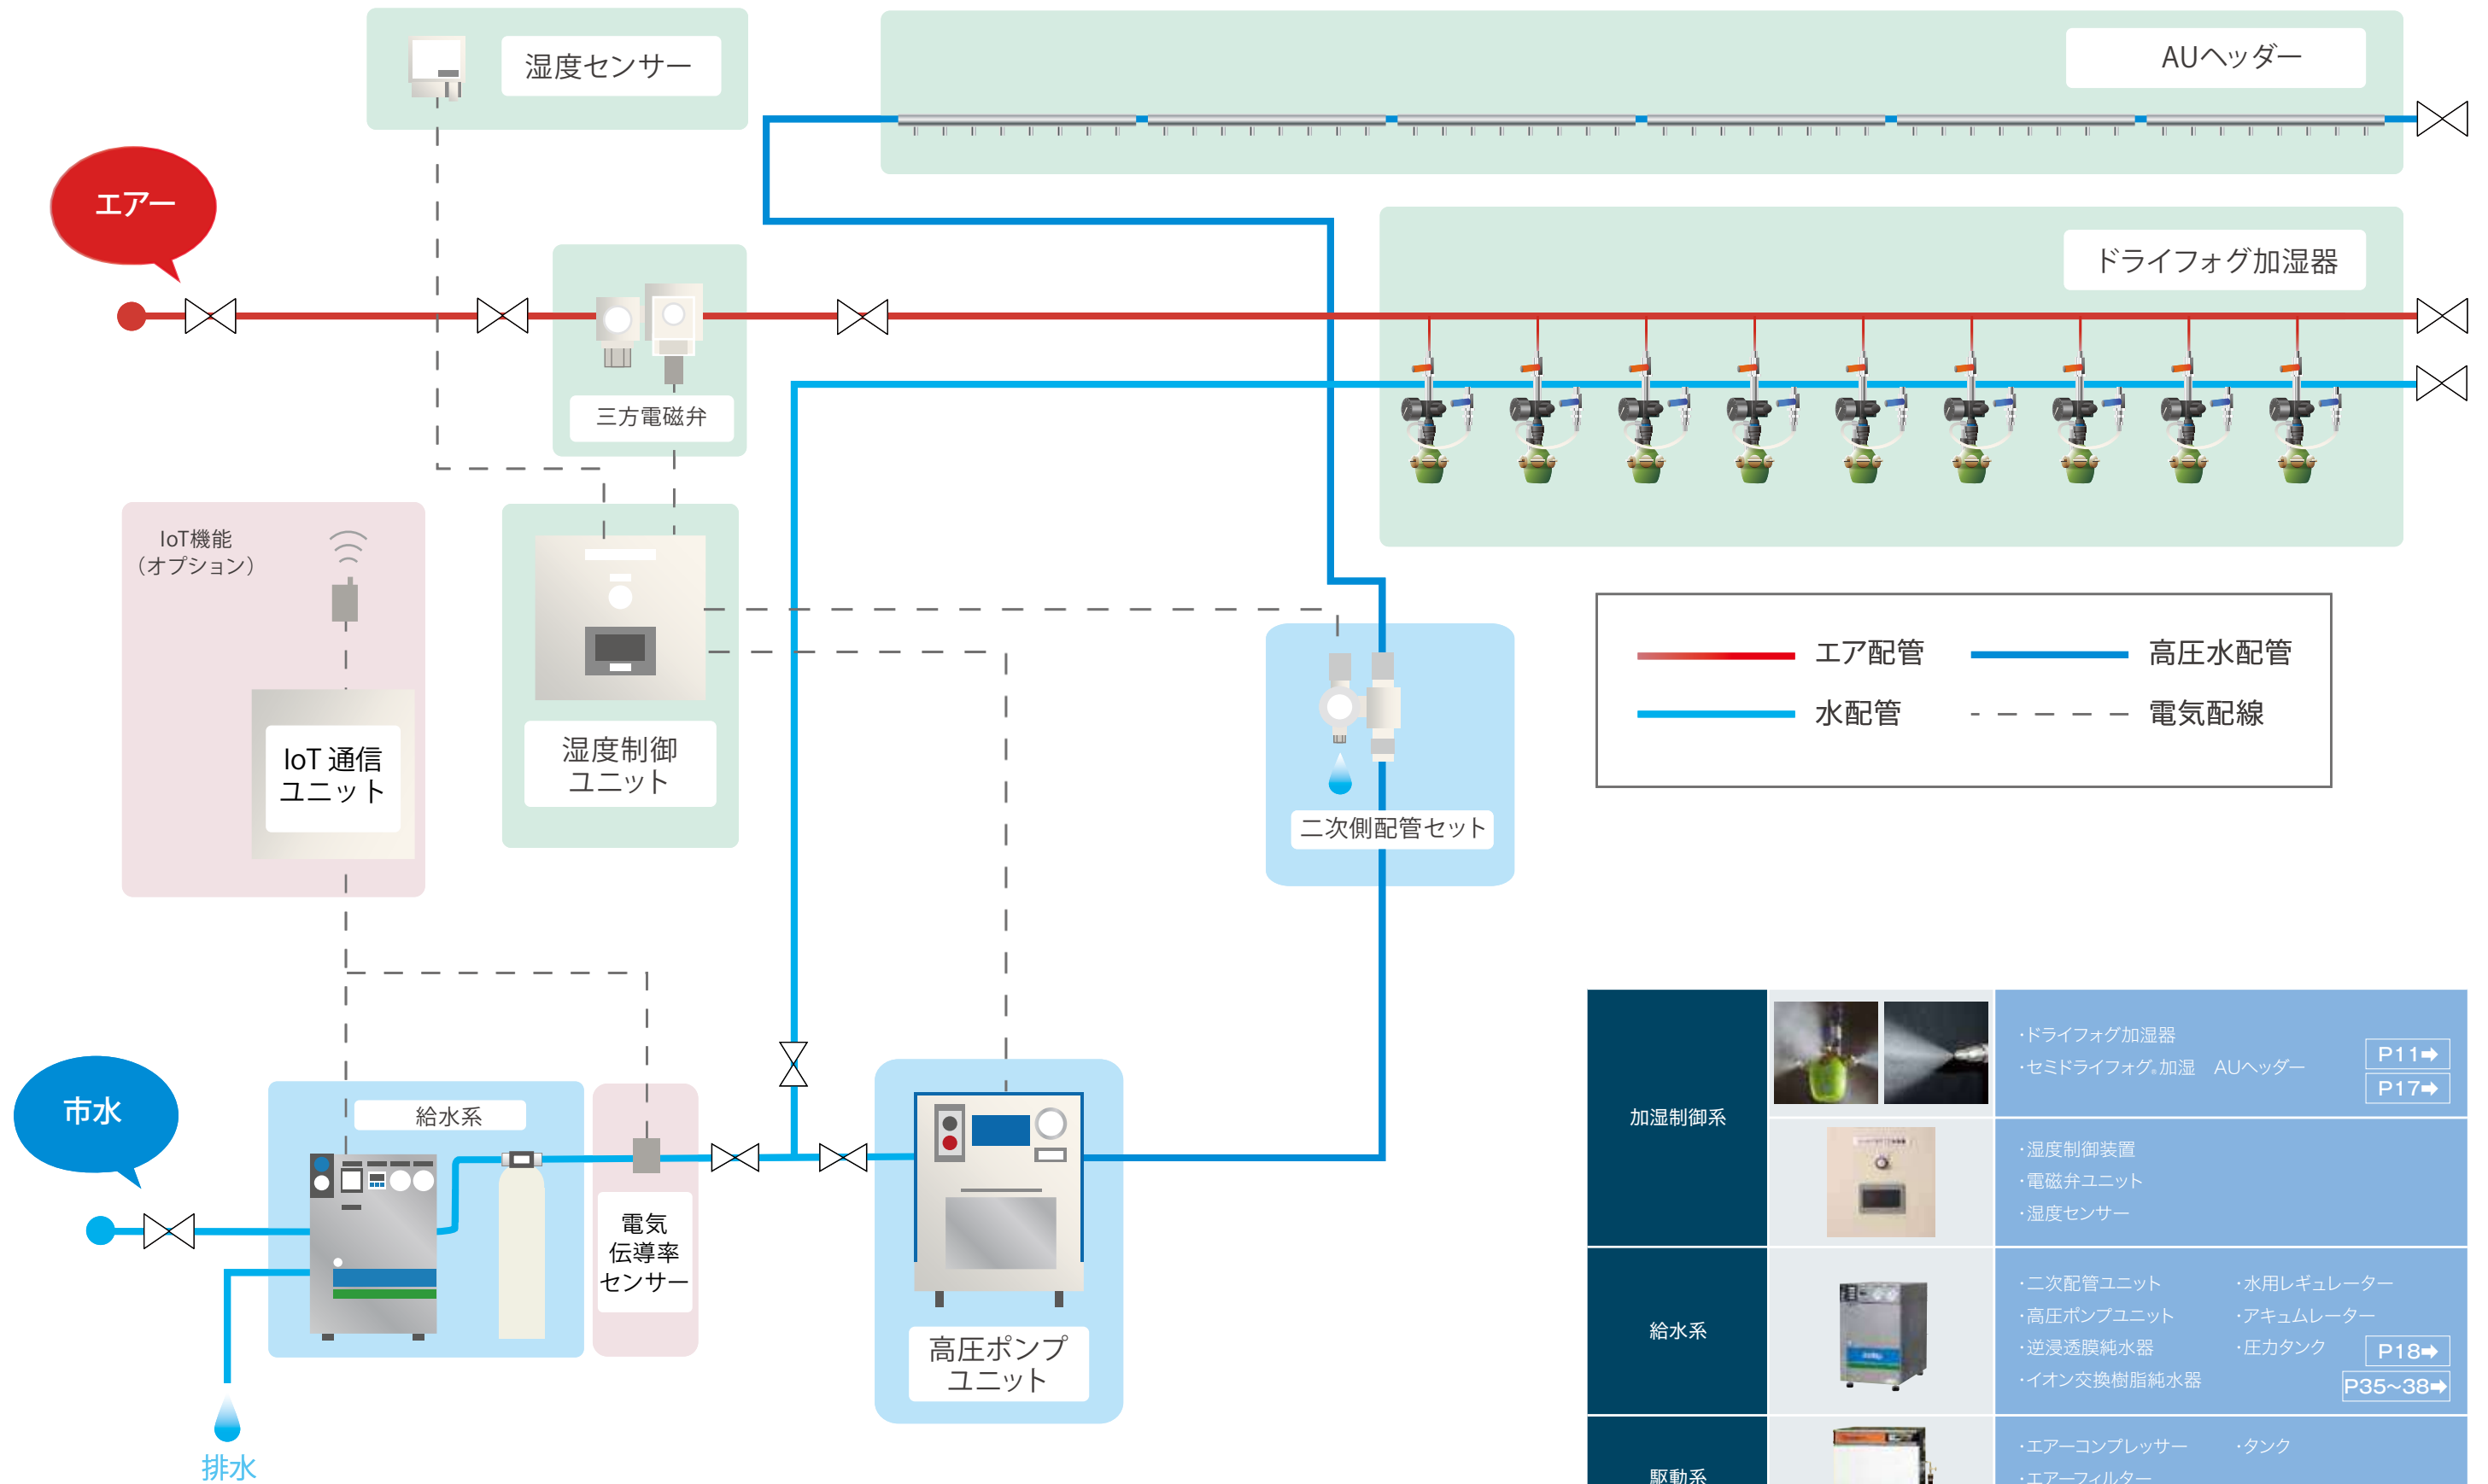 湿度センサー
AUヘッダー
エアー
ドライフォグ加湿器
三方電磁弁
IoT機能
（オプション）
IoT 通信
ユニット
湿度制御
ユニット
エア配管
高圧水配管
水配管
電気配線
二次側配管セット
市水
給水系
電気
伝導率
センサー
高圧ポンプ
ユニット
排水
加湿制御系
・ドライフォグ加湿器
・セミドライフォグ®加湿　AUヘッダー
P11➡
P17➡
・湿度制御装置
・電磁弁ユニット
・湿度センサー
給水系
・二次配管ユニット
・高圧ポンプユニット
・逆浸透膜純水器
・イオン交換樹脂純水器
・水用レギュレーター
・アキュムレーター
・圧力タンク
P18➡
P35~38➡
駆動系
・エアーコンプレッサー
・タンク
・エアーフィルター